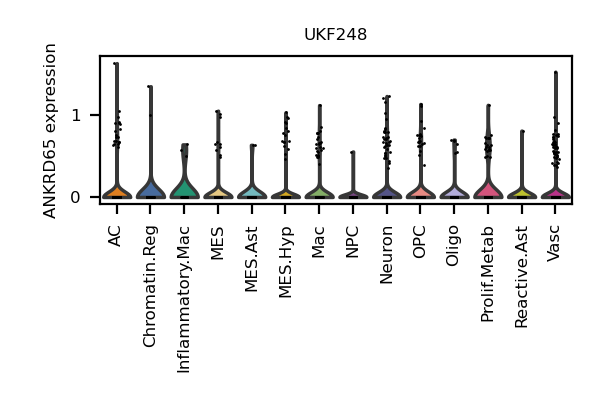 UKF248
ANKRD65 expression
1
0
AC
Chromatin.Reg
Inflammatory.Mac
MES
MES.Ast
MES.Hyp
Mac
NPC
Neuron
OPC
Oligo
Prolif.Metab
Reactive.Ast
Vasc